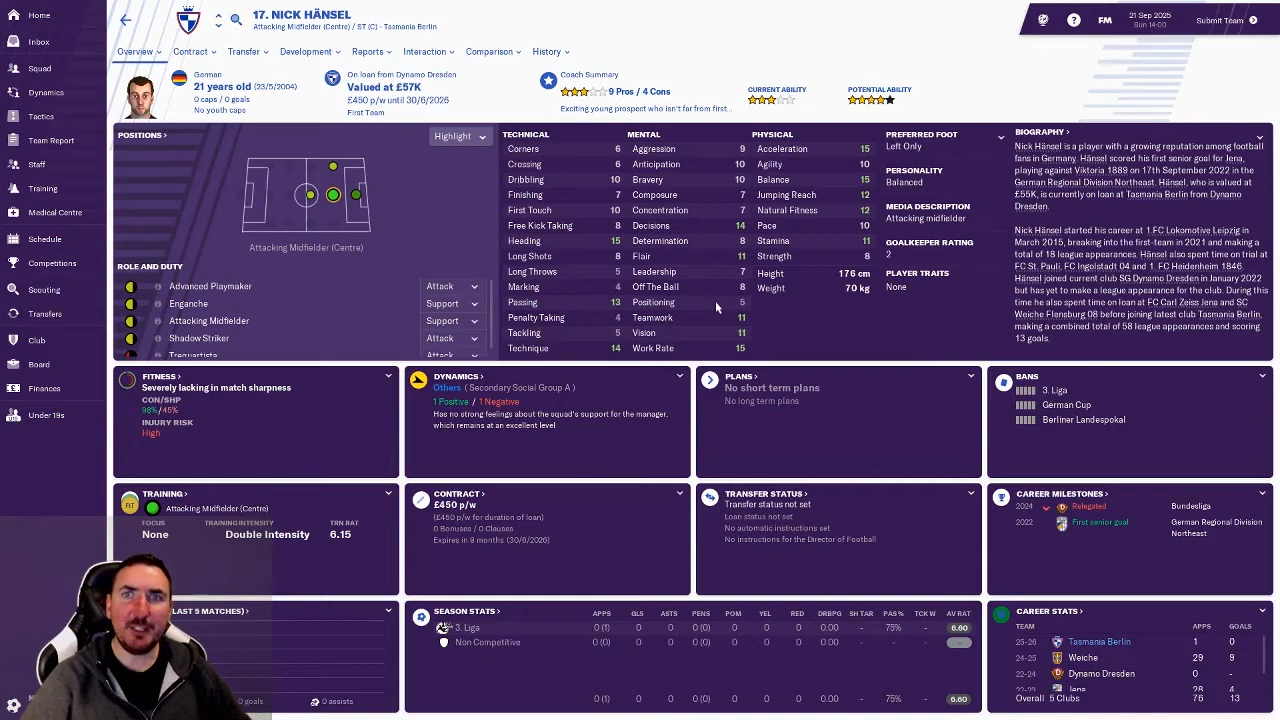 Home
Inbox
Squad
Dynamics
Tactics
Team Report
Staff
Training
Medical Centre
Schedule
Competitions
Scouting
Transfers
Club
Board
Finances
Under 19s
17. NICK HÄNSEL
Attacking Midfielder (Centre) / ST (C) - Tasmania Berlin
FM
21 Sep 2025
Sun 14:00
Submit Team
Overview
Contract
Transfer
Development
Reports
Interaction
Comparison
History
German
21 years old (23/5/2004)
0 caps / 0 goals
No youth caps
On loan from Dynamo Dresden
Valued at £57K
£450 p/w until 30/6/2026
First Team
Coach Summary
9 Pros / 4 Cons
Exciting young prospect who isn't far from first...
CURRENT ABILITY
POTENTIAL ABILITY
POSITIONS
Highlight
Attacking Midfielder (Centre)
ROLE AND DUTY
Advanced Playmaker Attack
Enganche Support
Attacking Midfielder Support
Shadow Striker Attack
Trequartista Attack
TECHNICAL
Corners 6
Crossing 6
Dribbling 10
Finishing 7
First Touch 10
Free Kick Taking 8
Heading 15
Long Shots 8
Long Throws 5
Marking 4
Passing 13
Penalty Taking 4
Tackling 5
Technique 14
MENTAL
Aggression 9
Anticipation 10
Bravery 10
Composure 7
Concentration 7
Decisions 14
Determination 8
Flair 11
Leadership 7
Off The Ball 8
Positioning 5
Teamwork 11
Vision 11
Work Rate 15
PHYSICAL
Acceleration 15
Agility 10
Balance 15
Jumping Reach 12
Natural Fitness 12
Pace 10
Stamina 11
Strength 8
Height 176 cm
Weight 70 kg
PREFERRED FOOT
Left Only
PERSONALITY
Balanced
MEDIA DESCRIPTION
Attacking midfielder
GOALKEEPER RATING
2
PLAYER TRAITS
None
BIOGRAPHY
Nick Hänsel is a player with a growing reputation among football
fans in Germany. Hänsel scored his first senior goal for Jena,
playing against Viktoria 1889 on 17th September 2022 in the
German Regional Division Northeast. Hänsel, who is valued at
£55K, is currently on loan at Tasmania Berlin from Dynamo
Dresden.
Nick Hänsel started his career at 1.FC Lokomotive Leipzig in
March 2015, breaking into the first-team in 2021 and making a
total of 18 league appearances. Hänsel also spent time on trial at
FC St. Pauli, FC Ingolstadt 04 and 1. FC Heidenheim 1846.
Hänsel joined current club SG Dynamo Dresden in January 2022
but has yet to make a league appearance for the club. During this
time he also spent time on loan at FC Carl Zeiss Jena and SC
Weiche Flensburg 08 before joining latest club Tasmania Berlin,
making a combined total of 58 league appearances and scoring
13 goals.
FITNESS
Severely lacking in match sharpness
CON/SHP
98% / 45%
INJURY RISK
High
DYNAMICS
Others ( Secondary Social Group A )
1 Positive / 1 Negative
Has no strong feelings about the squad's support for the manager,
which remains at an excellent level
PLANS
No short term plans
No long term plans
BANS
3. Liga
German Cup
Berliner Landespokal
TRAINING
Attacking Midfielder (Centre)
FOCUS
None
TRAINING INTENSITY
Double Intensity
TRN RAT
6.15
CONTRACT
£450 p/w
(£450 p/w for duration of loan)
0 Bonuses / 0 Clauses
Expires in 9 months (30/6/2026)
TRANSFER STATUS
Transfer status not set
Loan status not set
No automatic instructions set
No instructions for the Director of Football
CAREER MILESTONES
2024 Relegated Bundesliga
2022 First senior goal German Regional Division
Northeast
LAST 5 MATCHES)
0 goals
0 assists
SEASON STATS
APPS GLS ASTS PENS POM YEL RED DRBPG SH TAR PAS % TCK W AV RAT
3. Liga 0 (1) 0 0 0 (0) 0 0 0 0.00 - 75% - 6.60
Non Competitive 0 (0) 0 0 0 (0) 0 0 0 0.00 - - - -
0 (1) 0 0 0 (0) 0 0 0 0.00 - 75% - 6.60
CAREER STATS
TEAM APPS GOALS
25-26 Tasmania Berlin 1 0
24-25 Weiche 29 9
22-24 Dynamo Dresden 0 -
22-23 Jena 28 4
Overall 5 Clubs 76 13